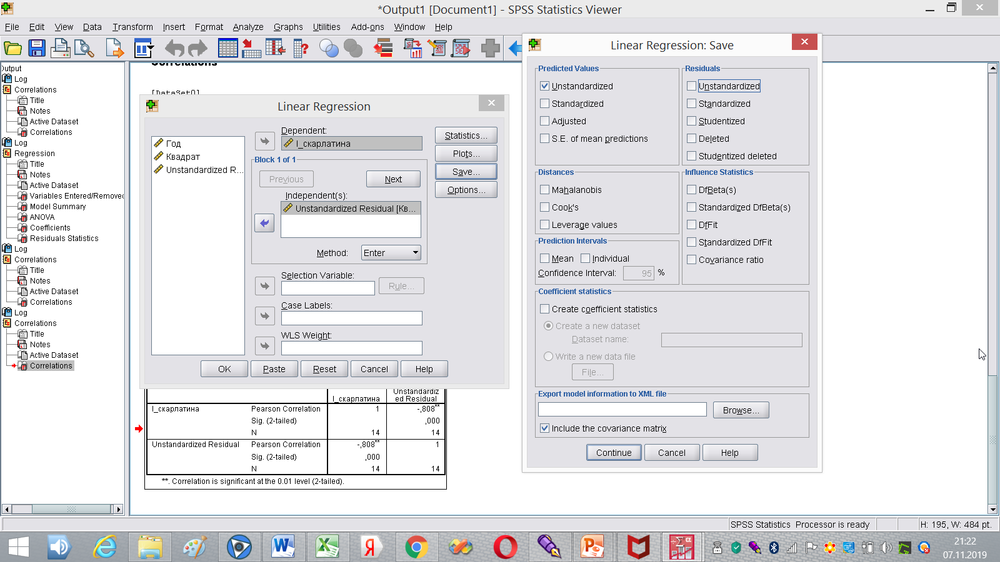 *Output1 [Document1] - SPSS Statistics Viewer
File Edit View Data Transform Insert Format Analyze Graphs Utilities Add-ons Window Help
Output
Log
Correlations
Title
Notes
Active Dataset
Correlations
Log
Regression
Title
Notes
Active Dataset
Variables Entered/Removed
Model Summary
ANOVA
Coefficients
Residuals Statistics
Log
Correlations
Title
Notes
Active Dataset
Correlations
Log
Correlations
Title
Notes
Active Dataset
Correlations
Correlations
[DataSet0]
Linear Regression
Год
Квадрат
Unstandardized R...
Dependent:
I_скарлатина
Block 1 of 1
Previous
Next
Independent(s):
Unstandardized Residual [Кв...
Method: Enter
Selection Variable:
Rule...
Case Labels:
WLS Weight:
Statistics...
Plots...
Save...
Options...
OK Paste Reset Cancel Help
I_скарлатина Unstandardiz
ed Residual
I_скарлатина Pearson Correlation 1 -,808**
Sig. (2-tailed) ,000
N 14 14
Unstandardized Residual Pearson Correlation -,808** 1
Sig. (2-tailed) ,000
N 14 14
**. Correlation is significant at the 0.01 level (2-tailed).
Linear Regression: Save
Predicted Values
Unstandardized
Standardized
Adjusted
S.E. of mean predictions
Residuals
Unstandardized
Standardized
Studentized
Deleted
Studentized deleted
Distances
Mahalanobis
Cook's
Leverage values
Influence Statistics
DfBeta(s)
Standardized DfBeta(s)
DfFit
Standardized DfFit
Covariance ratio
Prediction Intervals
Mean Individual
Confidence Interval: 95 %
Coefficient statistics
Create coefficient statistics
Create a new dataset
Dataset name:
Write a new data file
File...
Export model information to XML file
Browse...
Include the covariance matrix
Continue Cancel Help
SPSS Statistics Processor is ready
H: 195, W: 484 pt.
21:22
07.11.2019